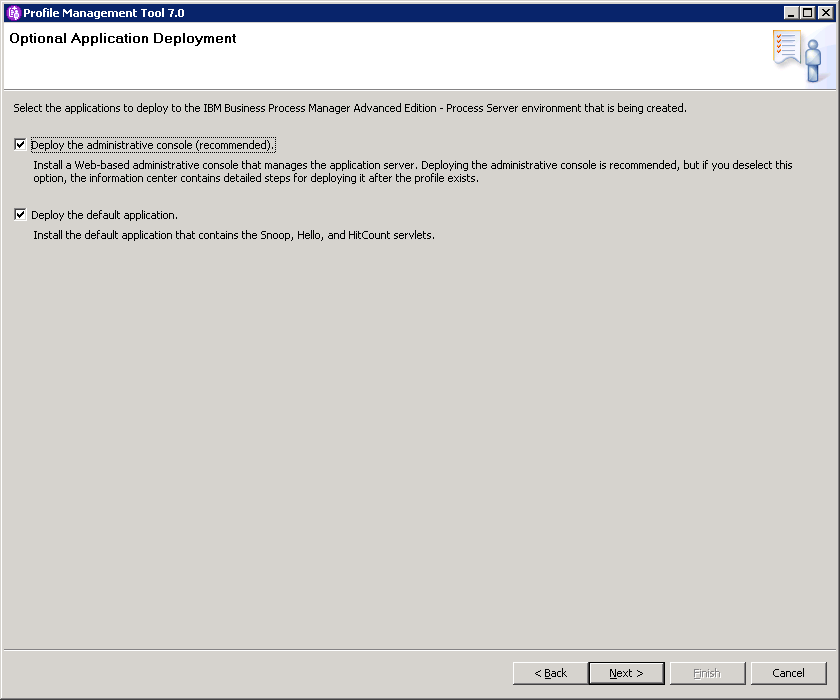 Profile Management Tool 7.0
Optional Application Deployment
Select the applications to deploy to the IBM Business Process Manager Advanced Edition - Process Server environment that is being created.
Deploy the administrative console (recommended).
Install a Web-based administrative console that manages the application server. Deploying the administrative console is recommended, but if you deselect this
option, the information center contains detailed steps for deploying it after the profile exists.
Deploy the default application.
Install the default application that contains the Snoop, Hello, and HitCount servlets.
< Back Next > Finish Cancel